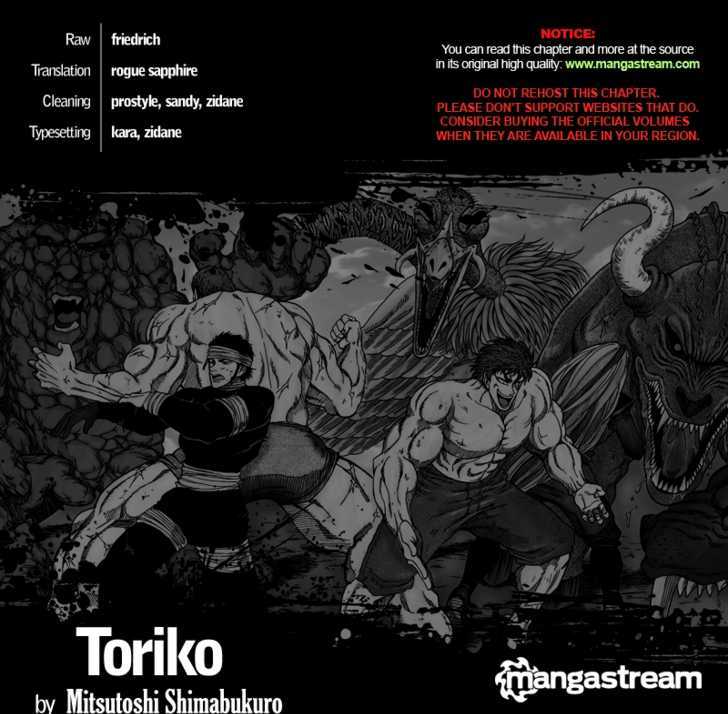 Raw friedrich
Translation rogue sapphire
Cleaning prostyle, sandy, zidane
Typesetting kara, zidane
NOTICE:
You can read this chapter and more at the source
in its original high quality: www.mangastream.com
DO NOT REHOST THIS CHAPTER.
PLEASE DON'T SUPPORT WEBSITES THAT DO.
CONSIDER BUYING THE OFFICIAL VOLUMES
WHEN THEY ARE AVAILABLE IN YOUR REGION.
Toriko
by Mitsutoshi Shimabukuro
mangastream